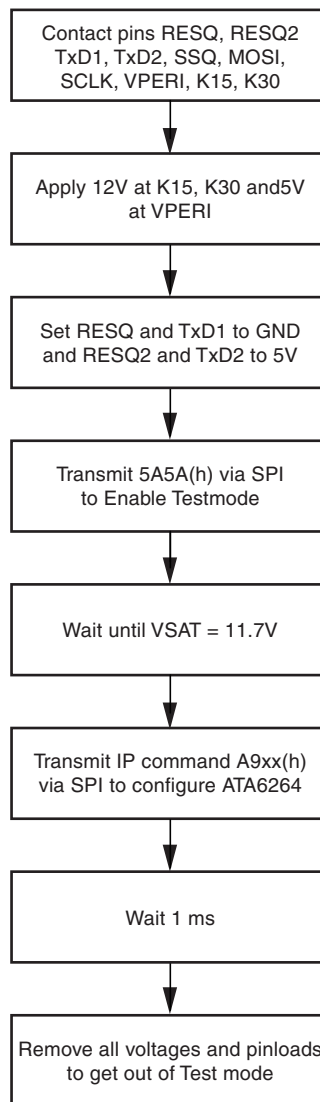 Contact pins RESQ, RESQ2
TxD1, TxD2, SSQ, MOSI,
SCLK, VPERI, K15, K30
Apply 12V at K15, K30 and5V
at VPERI
Set RESQ and TxD1 to GND
and RESQ2 and TxD2 to 5V
Transmit 5A5A(h) via SPI
to Enable Testmode
Wait until VSAT = 11.7V
Transmit IP command A9xx(h)
via SPI to configure ATA6264
Wait 1 ms
Remove all voltages and pinloads
to get out of Test mode